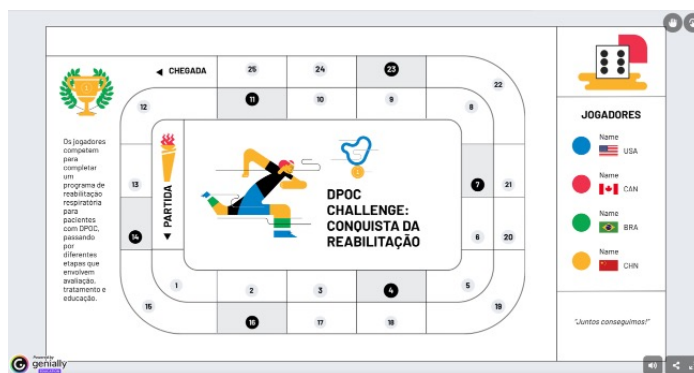 CHEGADA
25
24
23
22
12
11
10
9
8
Os jogadores
competem
para
completar
um
programa de
reabilitação
respiratória
para
pacientes
com DPOC,
passando
por
diferentes
etapas que
envolvem
avaliação,
tratamento e
educação.
13
14
PARTIDA
DPOC
CHALLENGE:
CONQUISTA DA
REABILITAÇÃO
7
21
6
20
1
2
3
4
5
15
16
17
18
19
JOGADORES
Name
USA
Name
CAN
Name
BRA
Name
CHN
"Juntos conseguimos!"
genially